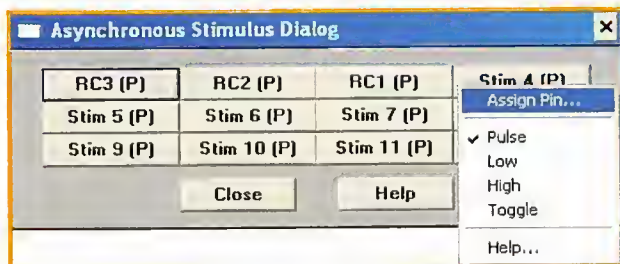 Asynchronous Stimulus Dialog
RC3 (P) RC2 (P) RC1 (P) Stim 4 (P)
Stim 5 (P) Stim 6 (P) Stim 7 (P)
Stim 9 (P) Stim 10 (P) Stim 11 (P)
Close Help
Assign Pin...
Pulse
Low
High
Toggle
Help...